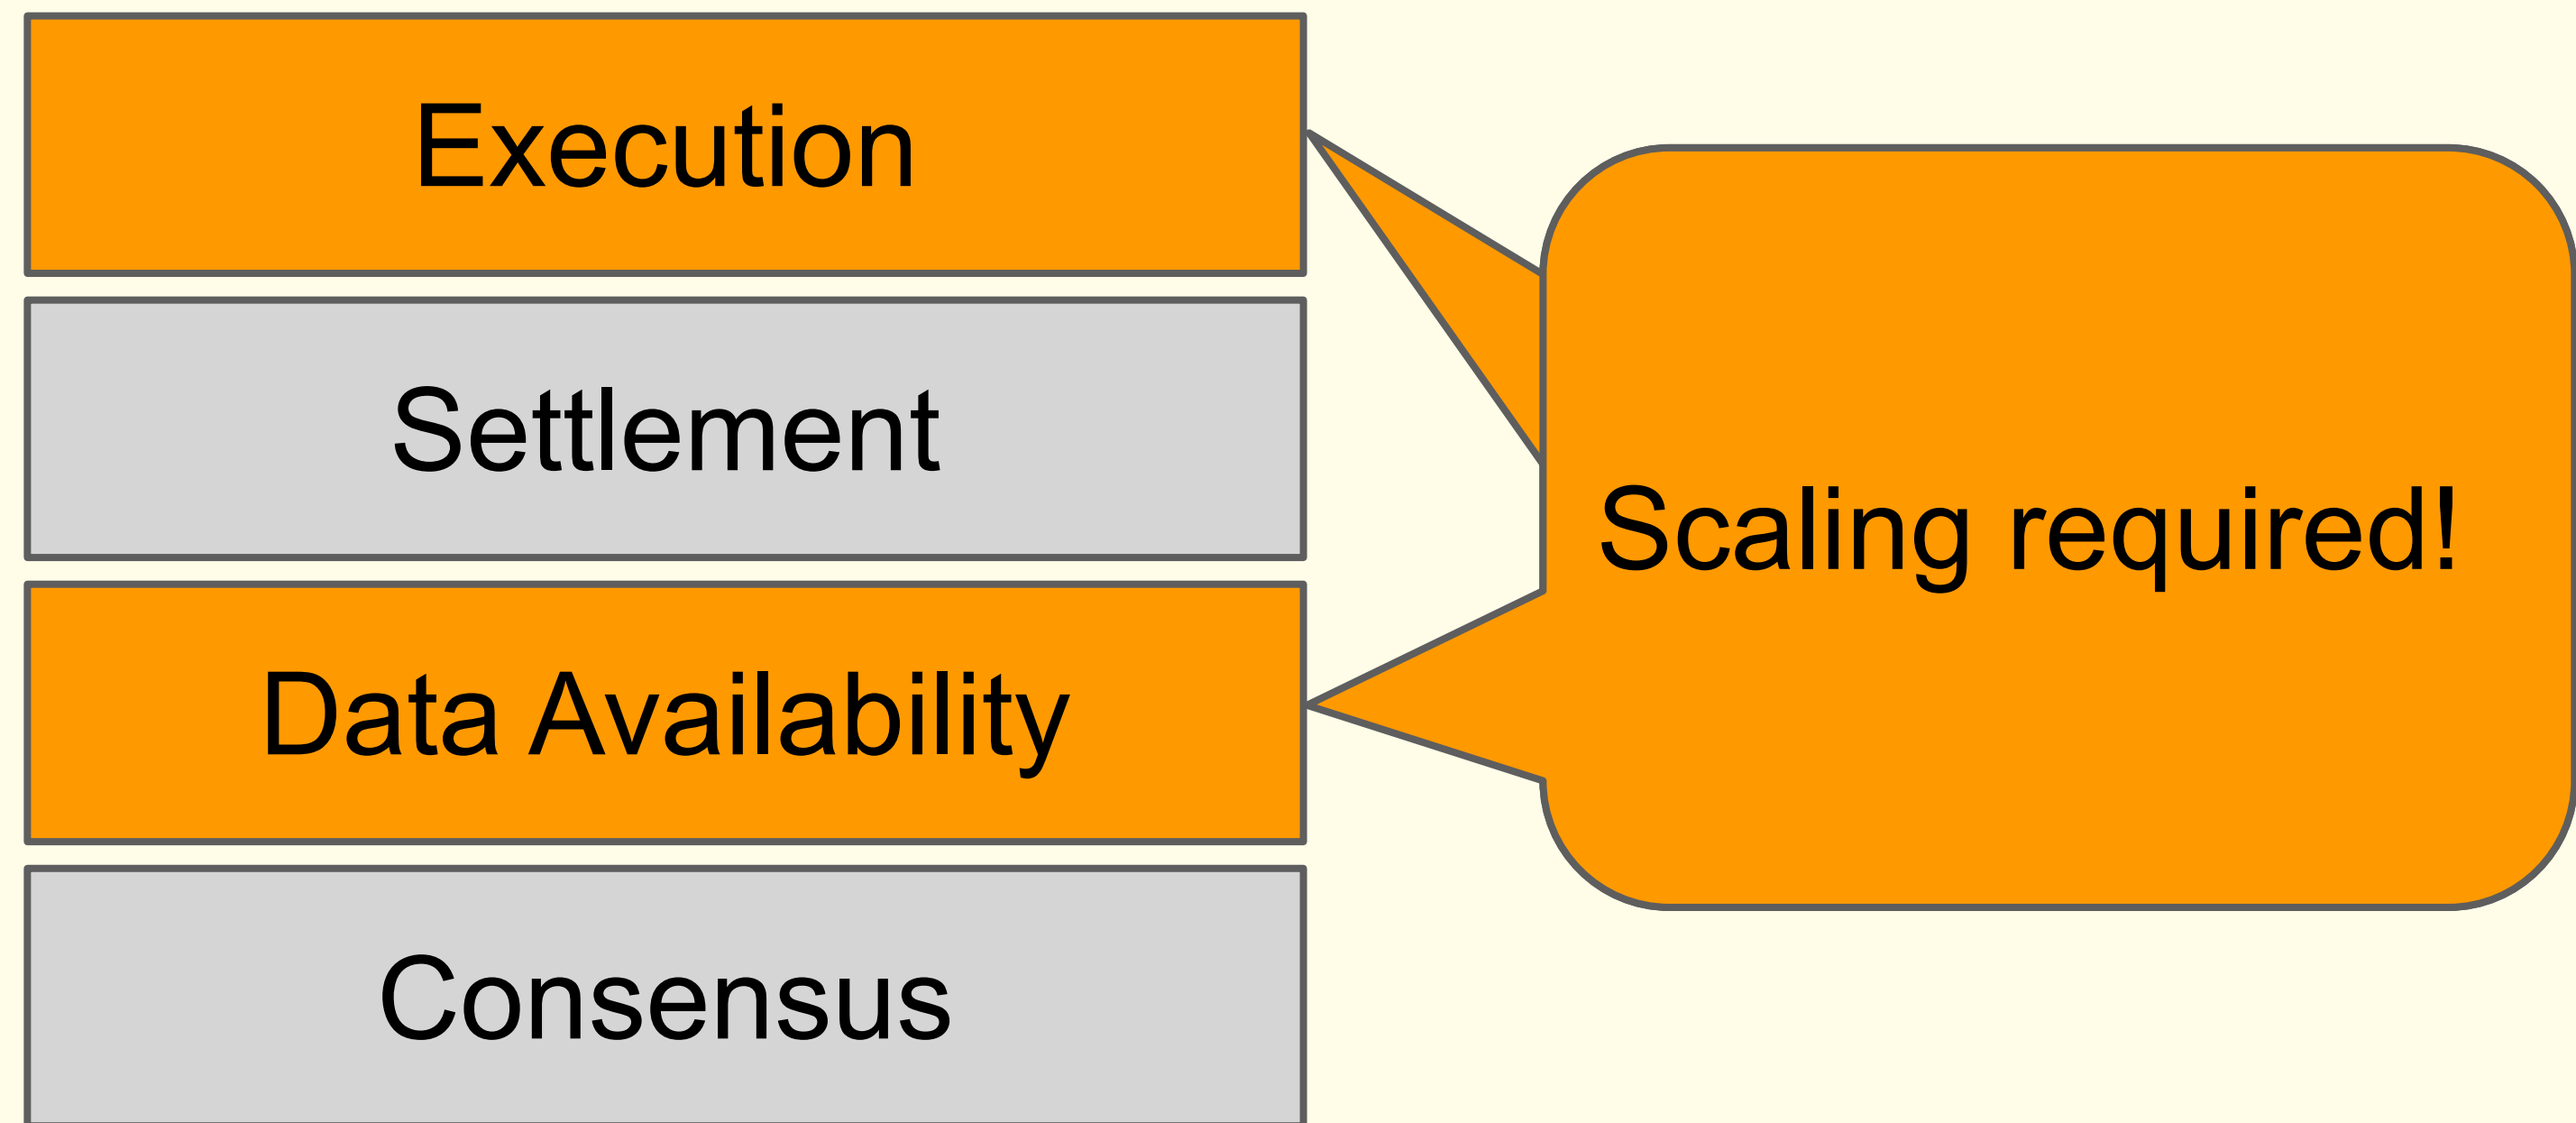 Execution
Settlement
Scaling required!
Data Availability
Consensus